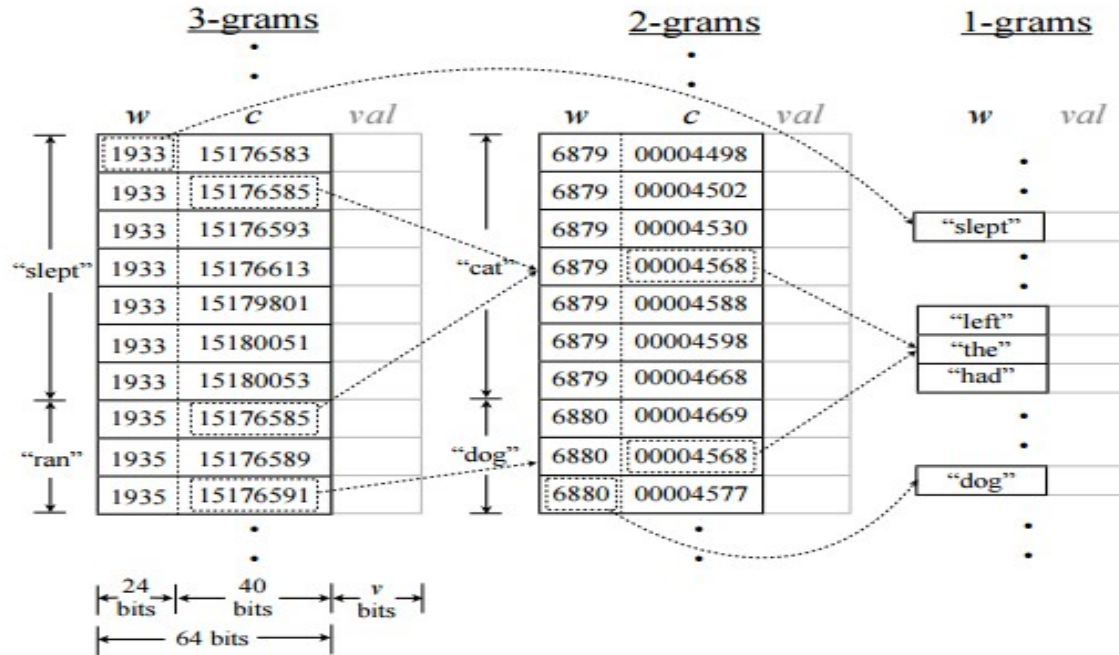 3-grams 2-grams 1-grams
w c val w c val w val
1933 15176583 6879 00004498
1933 15176585 6879 00004502
1933 15176593 6879 00004530 “slept”
“slept” 1933 15176613 “cat” 6879 00004568
1933 15179801 6879 00004588 “left”
1933 15180051 6879 00004598 “the”
1933 15180053 6879 00004668 “had”
1935 15176585 6880 00004669
“ran” 1935 15176589 “dog” 6880 00004568
1935 15176591 6880 00004577 “dog”
24 40 v
bits bits bits
64 bits